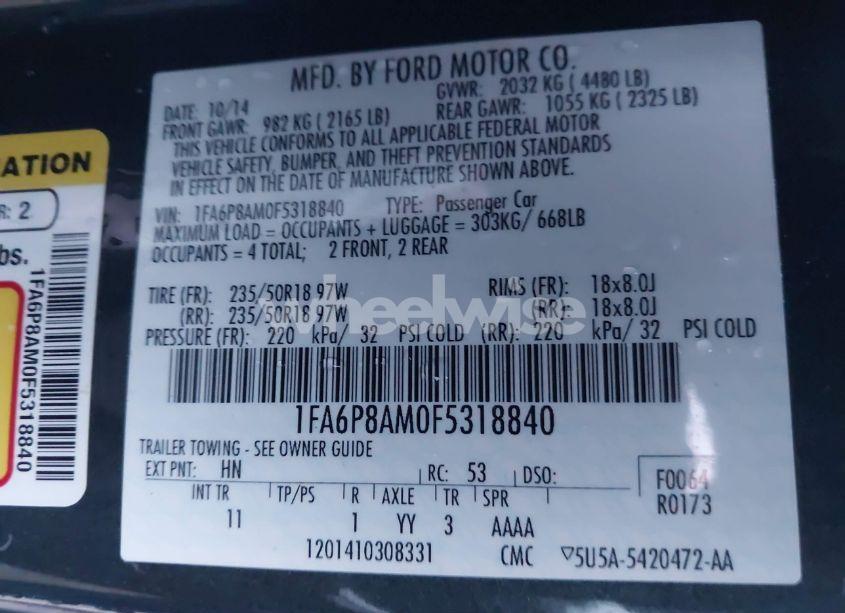 MFD. BY FORD MOTOR CO.
DATE: 10/14
GVWR: 2032 KG ( 4480 LB)
FRONT GAWR: 982 KG ( 2165 LB)
REAR GAWR: 1055 KG ( 2325 LB)
THIS VEHICLE CONFORMS TO ALL APPLICABLE FEDERAL MOTOR
VEHICLE SAFETY, BUMPER, AND THEFT PREVENTION STANDARDS
IN EFFECT ON THE DATE OF MANUFACTURE SHOWN ABOVE.
VIN: 1FA6P8AM0F5318840 TYPE: Passenger Car
MAXIMUM LOAD = OCCUPANTS + LUGGAGE = 303KG/ 668LB
OCCUPANTS = 4 TOTAL; 2 FRONT, 2 REAR
TIRE (FR): 235/50R18 97W RIMS (FR): 18x8.0J
(RR): 235/50R18 97W (RR): 18x8.0J
PRESSURE (FR): 220 kPa/ 32 PSI COLD (RR): 220 kPa/ 32 PSI COLD
wheelwise
1FA6P8AM0F5318840
TRAILER TOWING - SEE OWNER GUIDE
EXT PNT: HN RC: 53 DSO:
F0064
R0173
INT TR TP/PS R AXLE TR SPR
11 1 YY 3 AAAA
1201410308331 CMC ▽5U5A-5420472-AA
ATION
R: 2
bs.
1FA6P8AM0F5318840